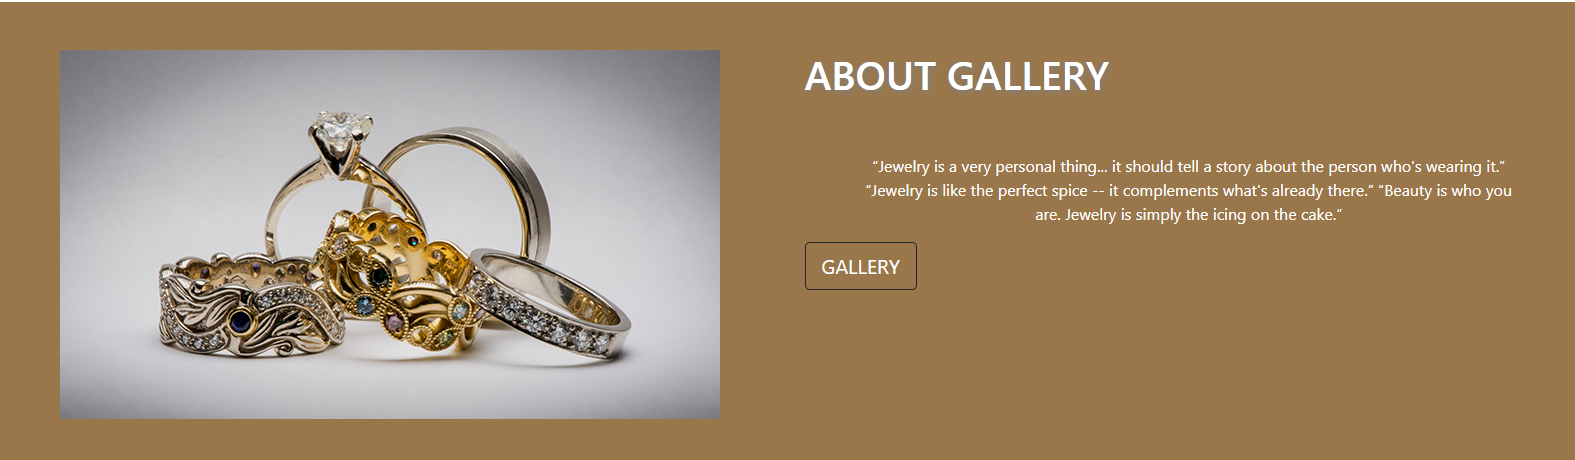 ABOUT GALLERY
“Jewelry is a very personal thing... it should tell a story about the person who's wearing it.”
“Jewelry is like the perfect spice -- it complements what's already there.” “Beauty is who you
are. Jewelry is simply the icing on the cake.”
GALLERY